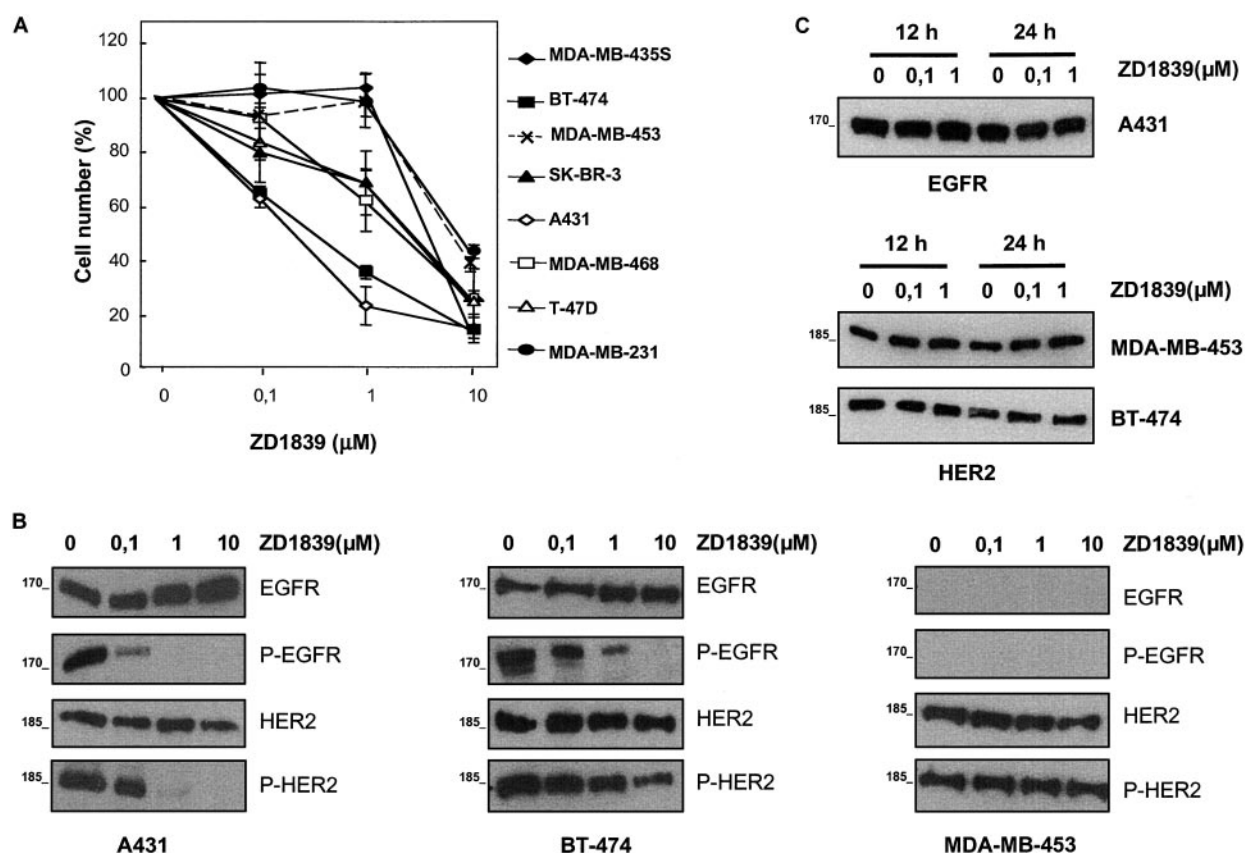 A
120
100
80
60
40
20
0
Cell number (%)
0 0,1 1 10
ZD1839 (µM)
MDA-MB-435S
BT-474
MDA-MB-453
SK-BR-3
A431
MDA-MB-468
T-47D
MDA-MB-231
C
12 h 24 h
0 0,1 1 0 0,1 1 ZD1839(µM)
170 A431
EGFR
12 h 24 h
0 0,1 1 0 0,1 1 ZD1839(µM)
185 MDA-MB-453
185 BT-474
HER2
B
0 0,1 1 10 ZD1839(µM)
170 EGFR
170 P-EGFR
185 HER2
185 P-HER2
A431
0 0,1 1 10 ZD1839(µM)
170 EGFR
170 P-EGFR
185 HER2
185 P-HER2
BT-474
0 0,1 1 10 ZD1839(µM)
170 EGFR
170 P-EGFR
185 HER2
185 P-HER2
MDA-MB-453